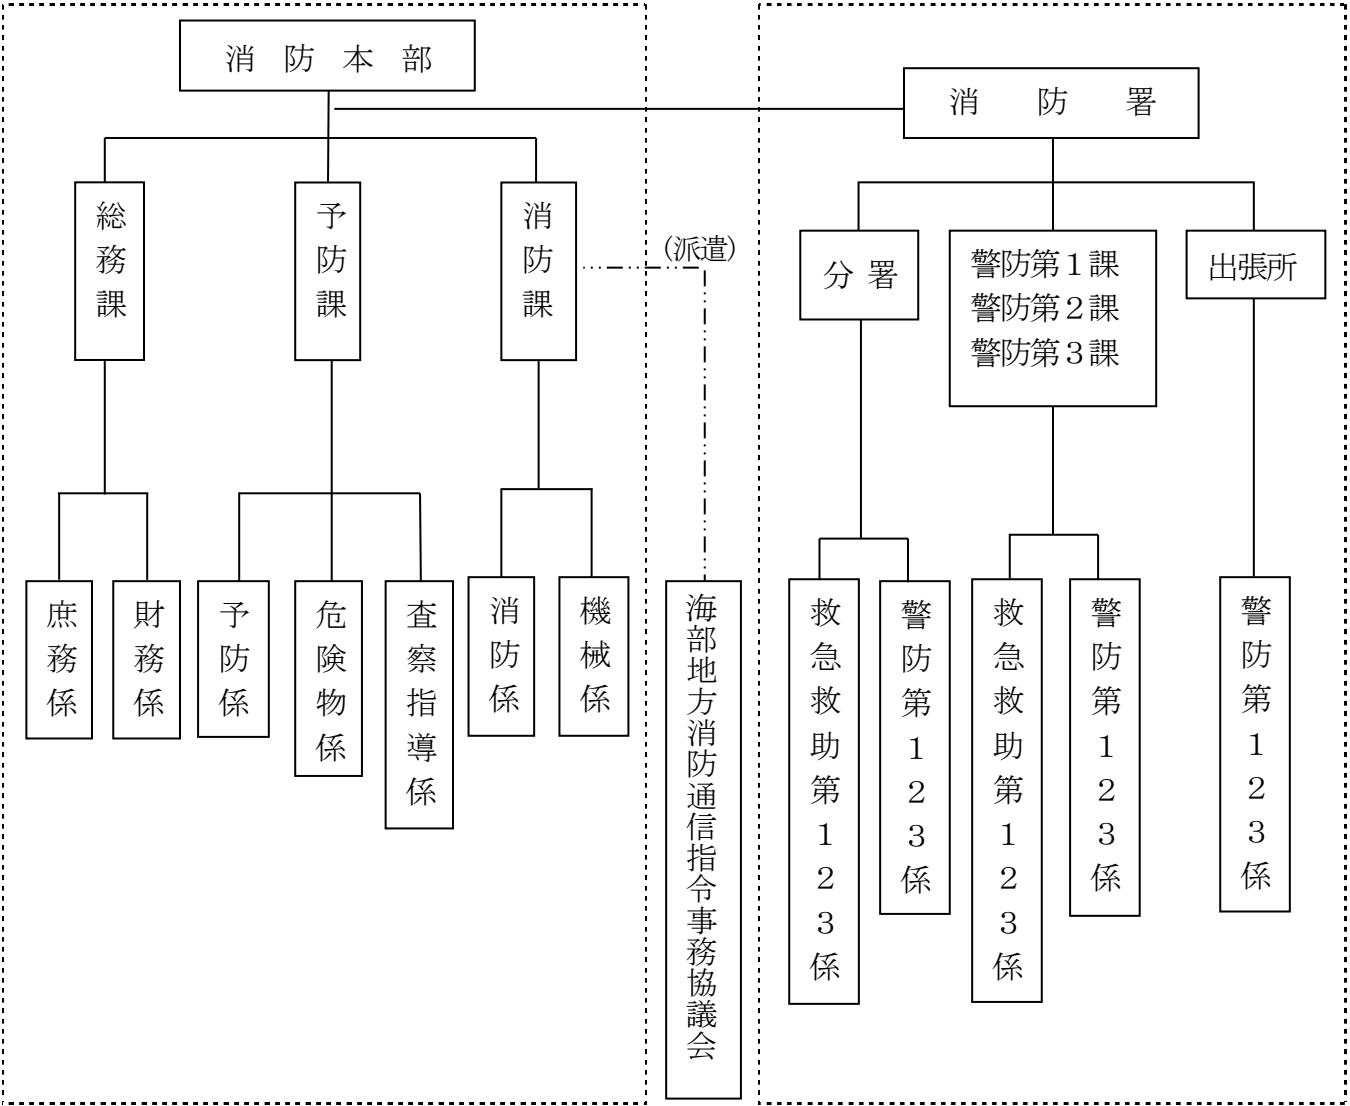 消防本部
消防署
総務課
予防課
消防課
(派遣)
分署
警防第１課
警防第２課
警防第３課
出張所
庶務係
財務係
予防係
危険物係
査察指導係
消防係
機械係
海部地方消防通信指令事務協議会
救急救助第１２３係
警防第１２３係
救急救助第１２３係
警防第１２３係
警防第１２３係